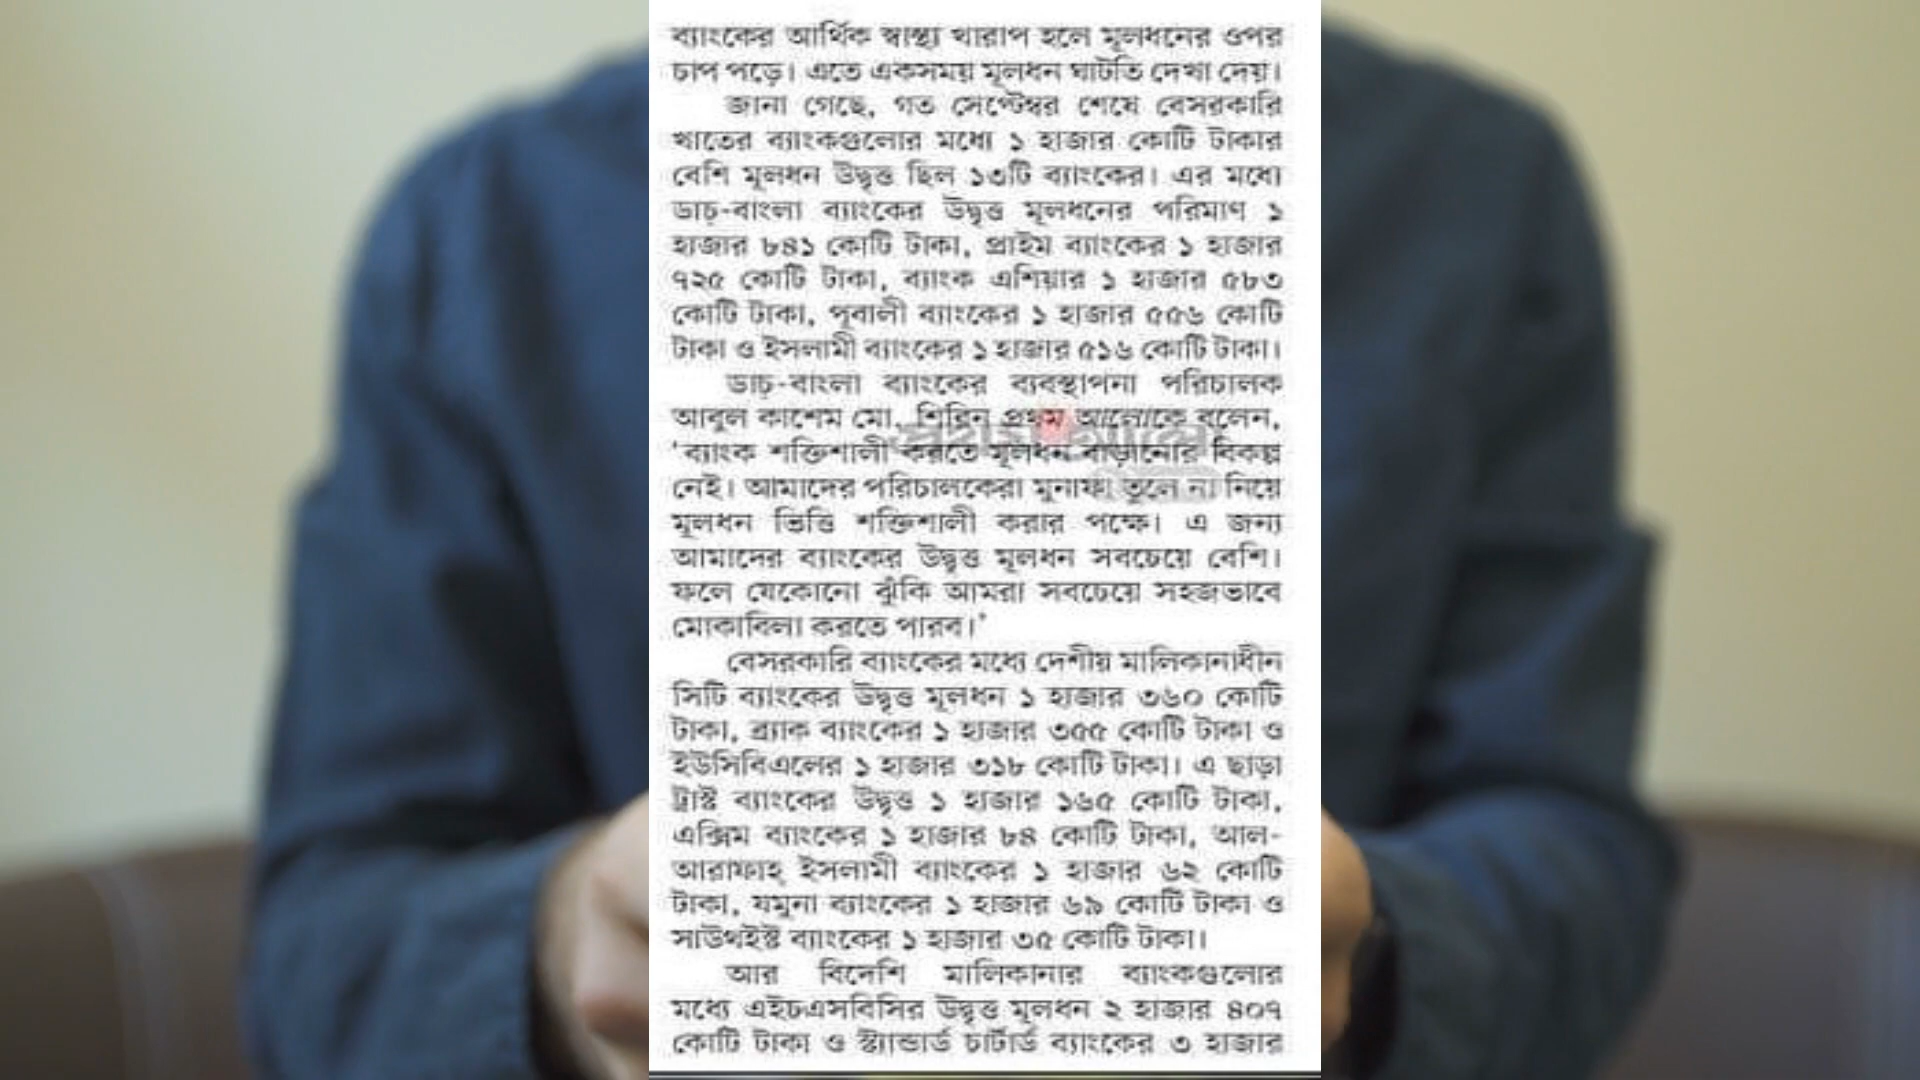 ব্যাংকের আর্থিক স্বাস্থ্য খারাপ হলে মূলধনের ওপর
চাপ পড়ে। এতে একসময় মূলধন ঘাটতি দেখা দেয়।
জানা গেছে, গত সেপ্টেম্বর শেষে বেসরকারি
খাতের ব্যাংকগুলোর মধ্যে ১ হাজার কোটি টাকার
বেশি মূলধন উদ্বৃত্ত ছিল ১৩টি ব্যাংকের। এর মধ্যে
ডাচ্-বাংলা ব্যাংকের উদ্বৃত্ত মূলধনের পরিমাণ ১
হাজার ৮৪১ কোটি টাকা, প্রাইম ব্যাংকের ১ হাজার
৭২৫ কোটি টাকা, ব্যাংক এশিয়ার ১ হাজার ৫৮৩
কোটি টাকা, পূবালী ব্যাংকের ১ হাজার ৫৫৬ কোটি
টাকা ও ইসলামী ব্যাংকের ১ হাজার ৫১৬ কোটি টাকা।
ডাচ্-বাংলা ব্যাংকের ব্যবস্থাপনা পরিচালক
আবুল কাশেম মো. শিরিন প্রথম আলোকে বলেন,
‘ব্যাংক শক্তিশালী করতে মূলধন বাড়ানোর বিকল্প
নেই। আমাদের পরিচালকেরা মুনাফা তুলে না নিয়ে
মূলধন ভিত্তি শক্তিশালী করার পক্ষে। এ জন্য
আমাদের ব্যাংকের উদ্বৃত্ত মূলধন সবচেয়ে বেশি।
ফলে যেকোনো ঝুঁকি আমরা সবচেয়ে সহজভাবে
মোকাবিলা করতে পারব।’
বেসরকারি ব্যাংকের মধ্যে দেশীয় মালিকানাধীন
সিটি ব্যাংকের উদ্বৃত্ত মূলধন ১ হাজার ৩৬০ কোটি
টাকা, ব্র্যাক ব্যাংকের ১ হাজার ৩৫৫ কোটি টাকা ও
ইউসিবিএলের ১ হাজার ৩১৮ কোটি টাকা। এ ছাড়া
ট্রাস্ট ব্যাংকের উদ্বৃত্ত ১ হাজার ১৬৫ কোটি টাকা,
এক্সিম ব্যাংকের ১ হাজার ৮৪ কোটি টাকা, আল-
আরাফাহ্ ইসলামী ব্যাংকের ১ হাজার ৬২ কোটি
টাকা, যমুনা ব্যাংকের ১ হাজার ৬৯ কোটি টাকা ও
সাউথইস্ট ব্যাংকের ১ হাজার ৩৫ কোটি টাকা।
আর বিদেশি মালিকানার ব্যাংকগুলোর
মধ্যে এইচএসবিসির উদ্বৃত্ত মূলধন ২ হাজার ৪০৭
কোটি টাকা ও স্ট্যান্ডার্ড চার্টার্ড ব্যাংকের ৩ হাজার